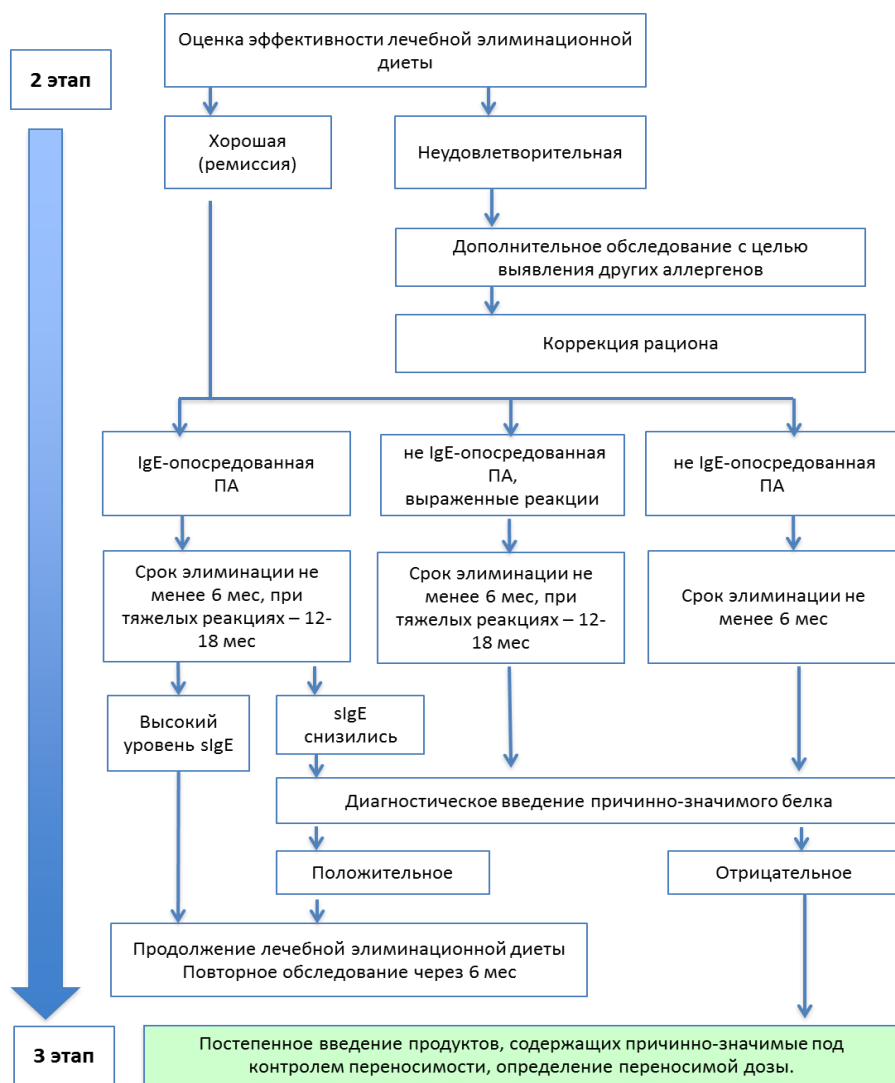 Оценка эффективности лечебной элиминационной
диеты
2 этап
Хорошая
(ремиссия)
Неудовлетворительная
Дополнительное обследование с целью
выявления других аллергенов
Коррекция рациона
IgE-опосредованная
ПА
не IgE-опосредованная
ПА,
выраженные реакции
не IgE-опосредованная
ПА
Срок элиминации не
менее 6 мес, при
тяжелых реакциях – 12-
18 мес
Срок элиминации не
менее 6 мес, при
тяжелых реакциях – 12-
18 мес
Срок элиминации не
менее 6 мес
Высокий
уровень sIgE
sIgE
снизились
Диагностическое введение причинно-значимого белка
Положительное
Отрицательное
Продолжение лечебной элиминационной диеты
Повторное обследование через 6 мес
3 этап
Постепенное введение продуктов, содержащих причинно-значимые под
контролем переносимости, определение переносимой дозы.